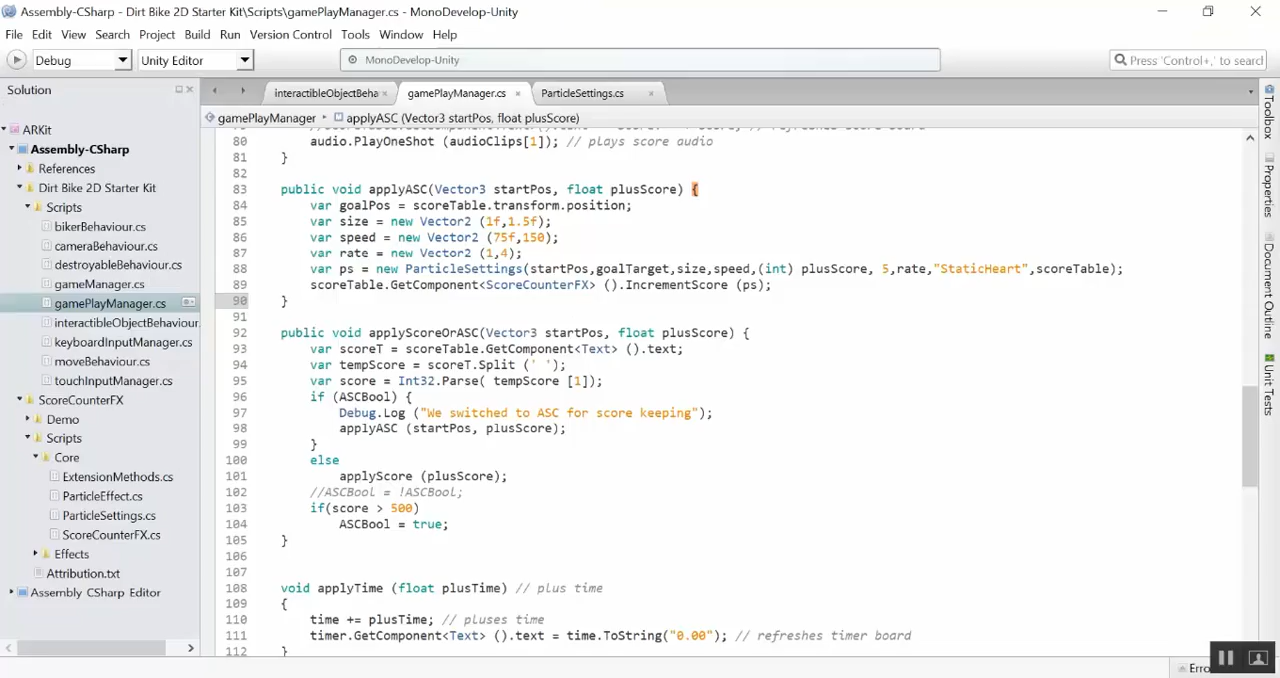 Assembly-CSharp - Dirt Bike 2D Starter Kit\Scripts\gamePlayManager.cs - MonoDevelop-Unity
File Edit View Search Project Build Run Version Control Tools Window Help
Debug Unity Editor MonoDevelop-Unity Press 'Control+,' to search
Solution
interactibleObjectBeha gamePlayManager.cs ParticleSettings.cs
gamePlayManager applyASC (Vector3 startPos, float plusScore)
ARKit
Assembly-CSharp
References
Dirt Bike 2D Starter Kit
Scripts
bikerBehaviour.cs
cameraBehaviour.cs
destroyableBehaviour.cs
gameManager.cs
gamePlayManager.cs
interactibleObjectBehaviour
keyboardInputManager.cs
moveBehaviour.cs
touchInputManager.cs
ScoreCounterFX
Demo
Scripts
Core
ExtensionMethods.cs
ParticleEffect.cs
ParticleSettings.cs
ScoreCounterFX.cs
Effects
Attribution.txt
Assembly CSharp Editor
80 audio.PlayOneShot (audioClips[1]); // plays score audio
81 }
82
83 public void applyASC(Vector3 startPos, float plusScore) {
84 var goalPos = scoreTable.transform.position;
85 var size = new Vector2 (1f,1.5f);
86 var speed = new Vector2 (75f,150);
87 var rate = new Vector2 (1,4);
88 var ps = new ParticleSettings(startPos,goalTarget,size,speed,(int) plusScore, 5,rate,"StaticHeart",scoreTable);
89 scoreTable.GetComponent<ScoreCounterFX> ().IncrementScore (ps);
90 }
91
92 public void applyScoreOrASC(Vector3 startPos, float plusScore) {
93 var scoreT = scoreTable.GetComponent<Text> ().text;
94 var tempScore = scoreT.Split (' ');
95 var score = Int32.Parse( tempScore [1]);
96 if (ASCBool) {
97 Debug.Log ("We switched to ASC for score keeping");
98 applyASC (startPos, plusScore);
99 }
100 else
101 applyScore (plusScore);
102 //ASCBool = !ASCBool;
103 if(score > 500)
104 ASCBool = true;
105 }
106
107
108 void applyTime (float plusTime) // plus time
109 {
110 time += plusTime; // pluses time
111 timer.GetComponent<Text> ().text = time.ToString("0.00"); // refreshes timer board
112 }
Toolbox
Properties
Document Outline
Unit Tests
Erro